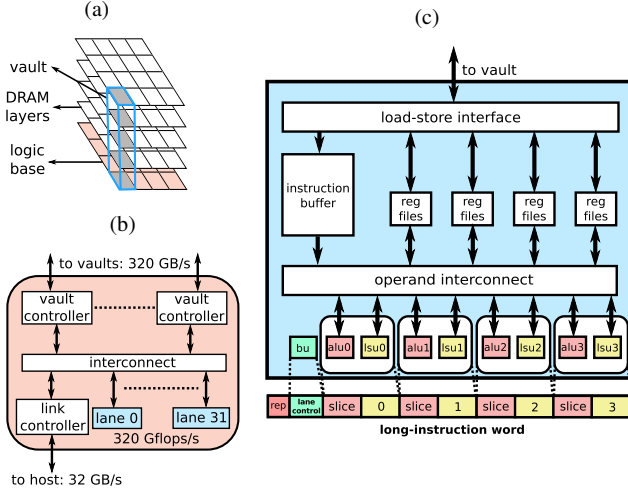 (a)
vault
DRAM
layers
logic
base
(b)
to vaults: 320 GB/s
vault
controller
vault
controller
interconnect
link
controller
lane 0
lane 31
320 Gflops/s
to host: 32 GB/s
(c)
to vault
load-store interface
instruction
buffer
reg
files
reg
files
reg
files
reg
files
operand interconnect
bu
alu0
lsu0
alu1
lsu1
alu2
lsu2
alu3
lsu3
rep
lane
control
slice
0
slice
1
slice
2
slice
3
long-instruction word